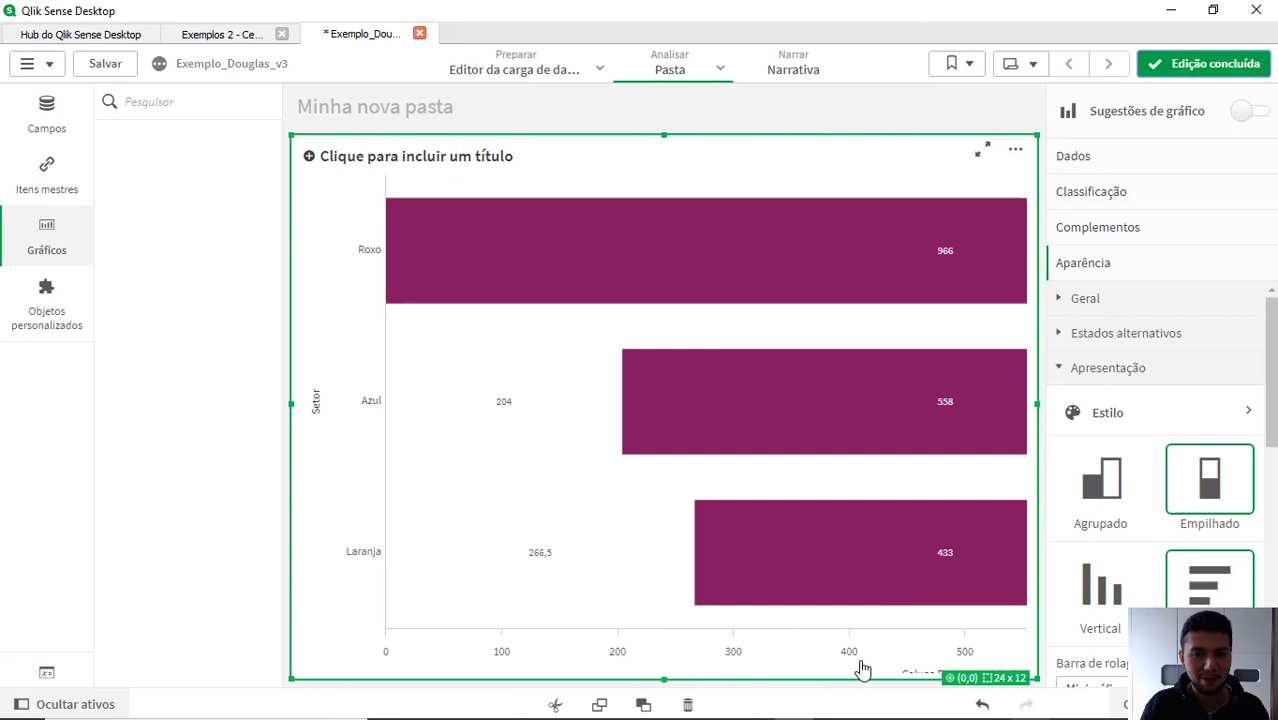 Qlik Sense Desktop
Hub do Qlik Sense Desktop
Exemplos 2 - Ce...
* Exemplo_Dou...
Salvar
Exemplo_Douglas_v3
Preparar
Editor da carga de da...
Analisar
Pasta
Narrar
Narrativa
Edição concluída
Campos
Itens mestres
Gráficos
Objetos
personalizados
Pesquisar
Minha nova pasta
Clique para incluir um título
Setor
Roxo
966
Azul
204
558
Laranja
266,5
433
0
100
200
300
400
500
(0,0)
24 x 12
Sugestões de gráfico
Dados
Classificação
Complementos
Aparência
Geral
Estados alternativos
Apresentação
Estilo
Agrupado
Empilhado
Vertical
Barra de rola
Ocultar ativos